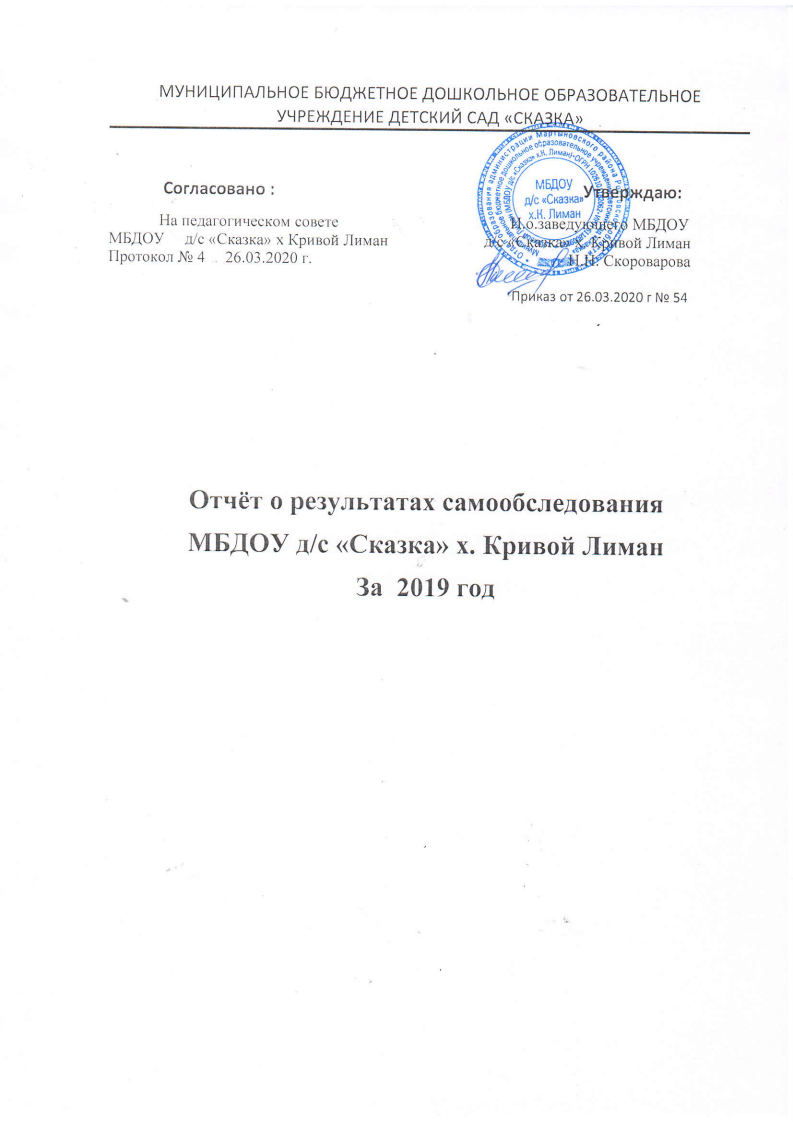 МУНИЦИПАЛЬНОЕ БЮДЖЕТНОЕ ДОШКОЛЬНОЕ ОБРАЗОВАТЕЛЬНОЕ
УЧРЕЖДЕНИЕ ДЕТСКИЙ САД «СКАЗКА»
Согласовано :
На педагогическом совете
МБДОУ д/с «Сказка» х Кривой Лиман
Протокол № 4 26.03.2020 г.
Утверждаю:
И.о.заведующего МБДОУ
д/с «Сказка» х. Кривой Лиман
Н.Н. Скороварова
Приказ от 26.03.2020 г № 54
МБДОУ
д/с «Сказка»
х.К. Лиман
Отчёт о результатах самообследования
МБДОУ д/с «Сказка» х. Кривой Лиман
За 2019 год